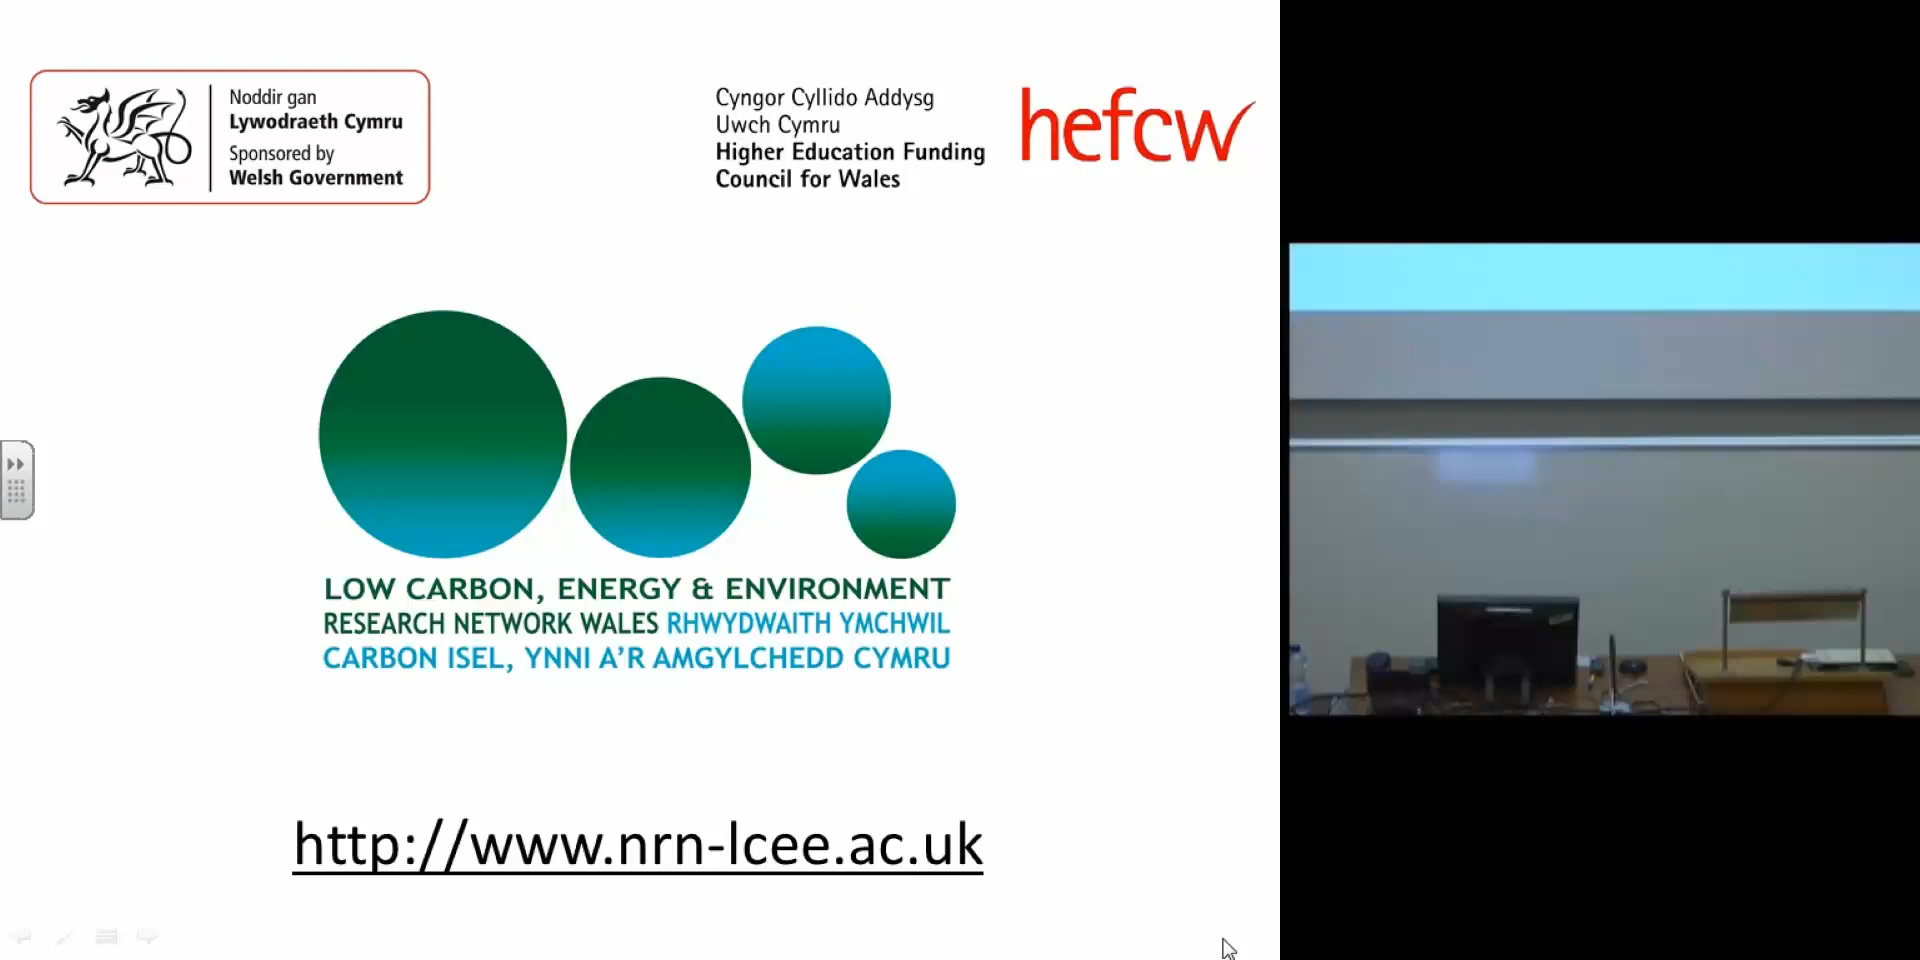 Noddir gan
Lywodraeth Cymru
Sponsored by
Welsh Government
Cyngor Cyllido Addysg
Uwch Cymru
Higher Education Funding
Council for Wales
hefcw
LOW CARBON, ENERGY & ENVIRONMENT
RESEARCH NETWORK WALES RHWYDWAITH YMCHWIL
CARBON ISEL, YNNI A'R AMGYLCHEDD CYMRU
http://www.nrn-lcee.ac.uk